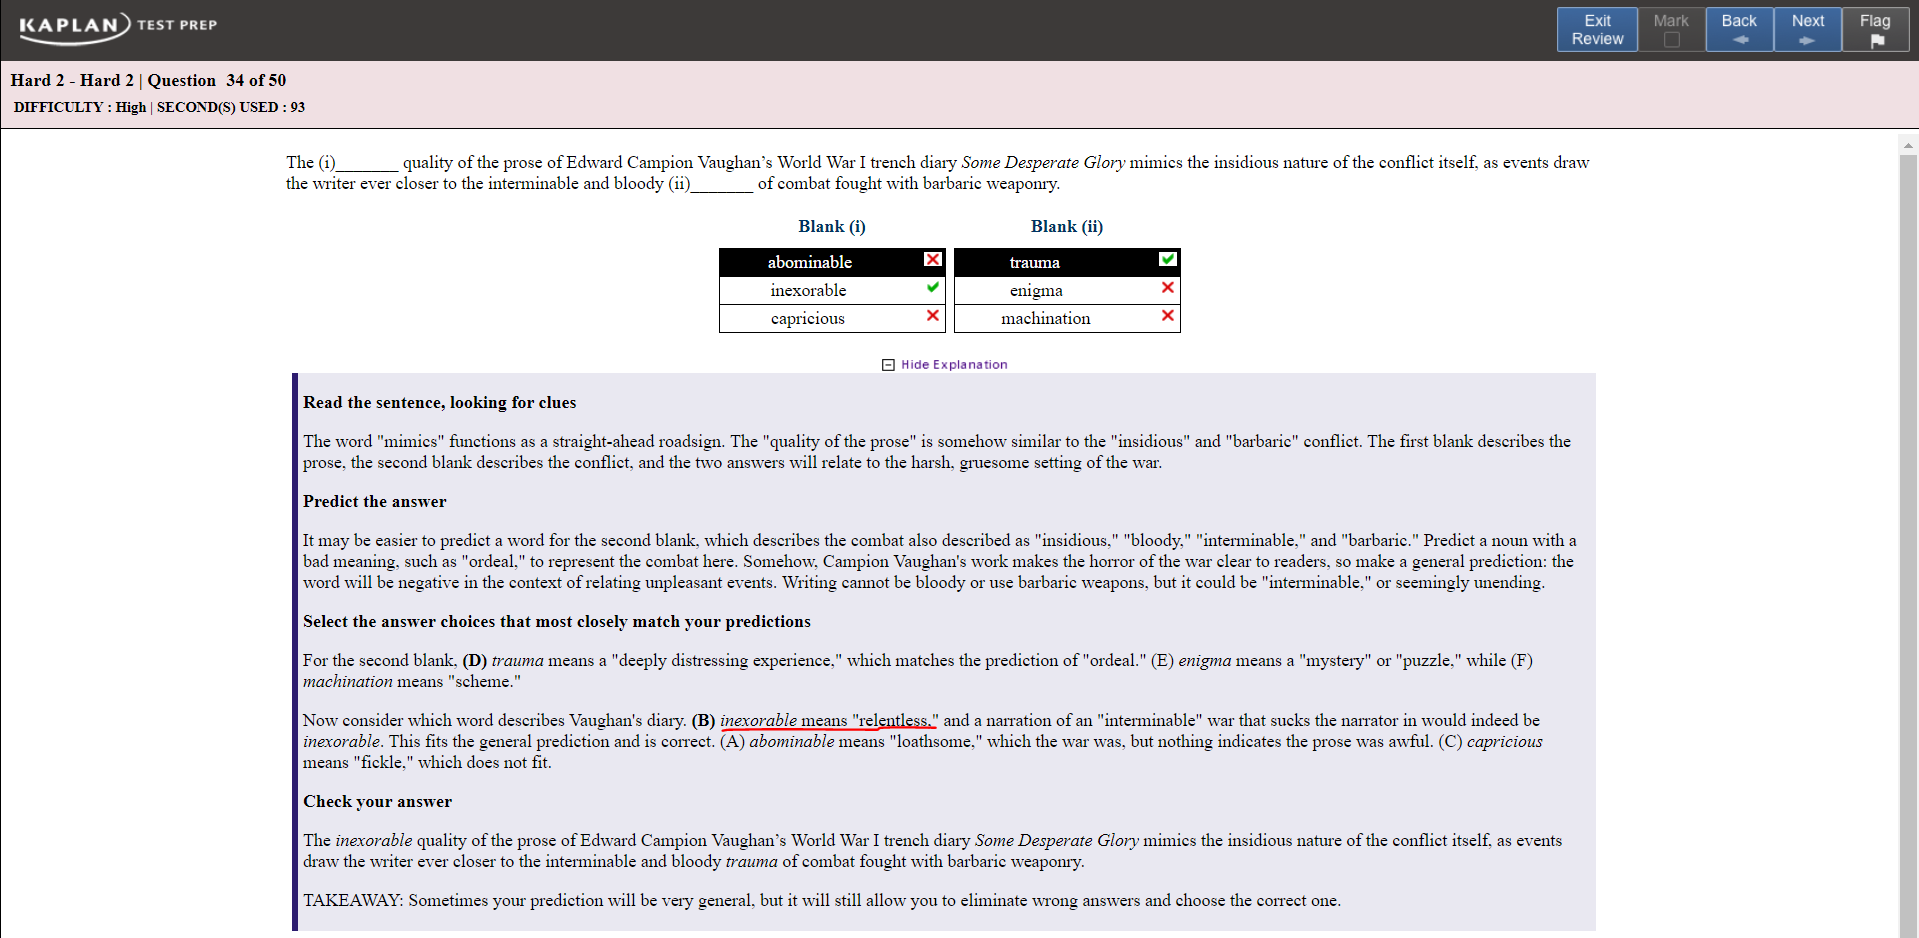 KAPLAN TEST PREP
Exit Review
Mark
Back
Next
Flag
Hard 2 - Hard 2 | Question 34 of 50
DIFFICULTY : High | SECOND(S) USED : 93
The (i)_______ quality of the prose of Edward Campion Vaughan’s World War I trench diary Some Desperate Glory mimics the insidious nature of the conflict itself, as events draw
the writer ever closer to the interminable and bloody (ii)_______ of combat fought with barbaric weaponry.
Blank (i) Blank (ii)
abominable trauma
inexorable enigma
capricious machination
Hide Explanation
Read the sentence, looking for clues
The word "mimics" functions as a straight-ahead roadsign. The "quality of the prose" is somehow similar to the "insidious" and "barbaric" conflict. The first blank describes the
prose, the second blank describes the conflict, and the two answers will relate to the harsh, gruesome setting of the war.
Predict the answer
It may be easier to predict a word for the second blank, which describes the combat also described as "insidious," "bloody," "interminable," and "barbaric." Predict a noun with a
bad meaning, such as "ordeal," to represent the combat here. Somehow, Campion Vaughan's work makes the horror of the war clear to readers, so make a general prediction: the
word will be negative in the context of relating unpleasant events. Writing cannot be bloody or use barbaric weapons, but it could be "interminable," or seemingly unending.
Select the answer choices that most closely match your predictions
For the second blank, (D) trauma means a "deeply distressing experience," which matches the prediction of "ordeal." (E) enigma means a "mystery" or "puzzle," while (F)
machination means "scheme."
Now consider which word describes Vaughan's diary. (B) inexorable means "relentless," and a narration of an "interminable" war that sucks the narrator in would indeed be
inexorable. This fits the general prediction and is correct. (A) abominable means "loathsome," which the war was, but nothing indicates the prose was awful. (C) capricious
means "fickle," which does not fit.
Check your answer
The inexorable quality of the prose of Edward Campion Vaughan’s World War I trench diary Some Desperate Glory mimics the insidious nature of the conflict itself, as events
draw the writer ever closer to the interminable and bloody trauma of combat fought with barbaric weaponry.
TAKEAWAY: Sometimes your prediction will be very general, but it will still allow you to eliminate wrong answers and choose the correct one.